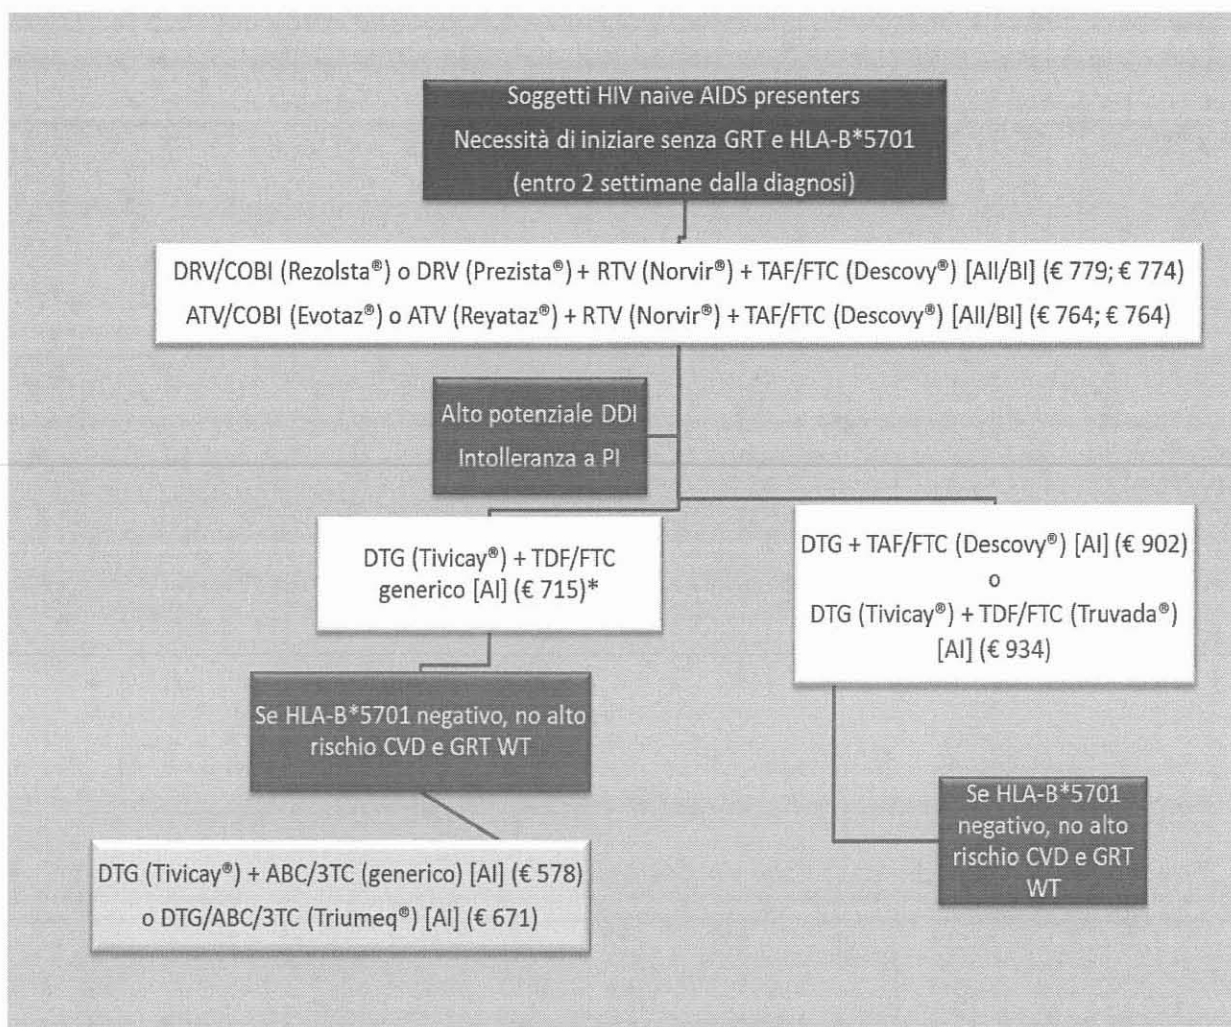 Soggetti HIV naive AIDS presenters
Necessità di iniziare senza GRT e HLA-B*5701
(entro 2 settimane dalla diagnosi)
DRV/COBI (Rezolsta®) o DRV (Prezista®) + RTV (Norvir®) + TAF/FTC (Descovy®) [AII/BI] (€ 779; € 774)
ATV/COBI (Evotaz®) o ATV (Reyataz®) + RTV (Norvir®) + TAF/FTC (Descovy®) [AII/BI] (€ 764; € 764)
Alto potenziale DDI
Intolleranza a PI
DTG (Tivicay®) + TDF/FTC
generico [AI] (€ 715)*
DTG + TAF/FTC (Descovy®) [AI] (€ 902)
o
DTG (Tivicay®) + TDF/FTC (Truvada®)
[AI] (€ 934)
Se HLA-B*5701 negativo, no alto
rischio CVD e GRT WT
Se HLA-B*5701
negativo, no alto
rischio CVD e GRT
WT
DTG (Tivicay®) + ABC/3TC (generico) [AI] (€ 578)
o DTG/ABC/3TC (Triumeq®) [AI] (€ 671)